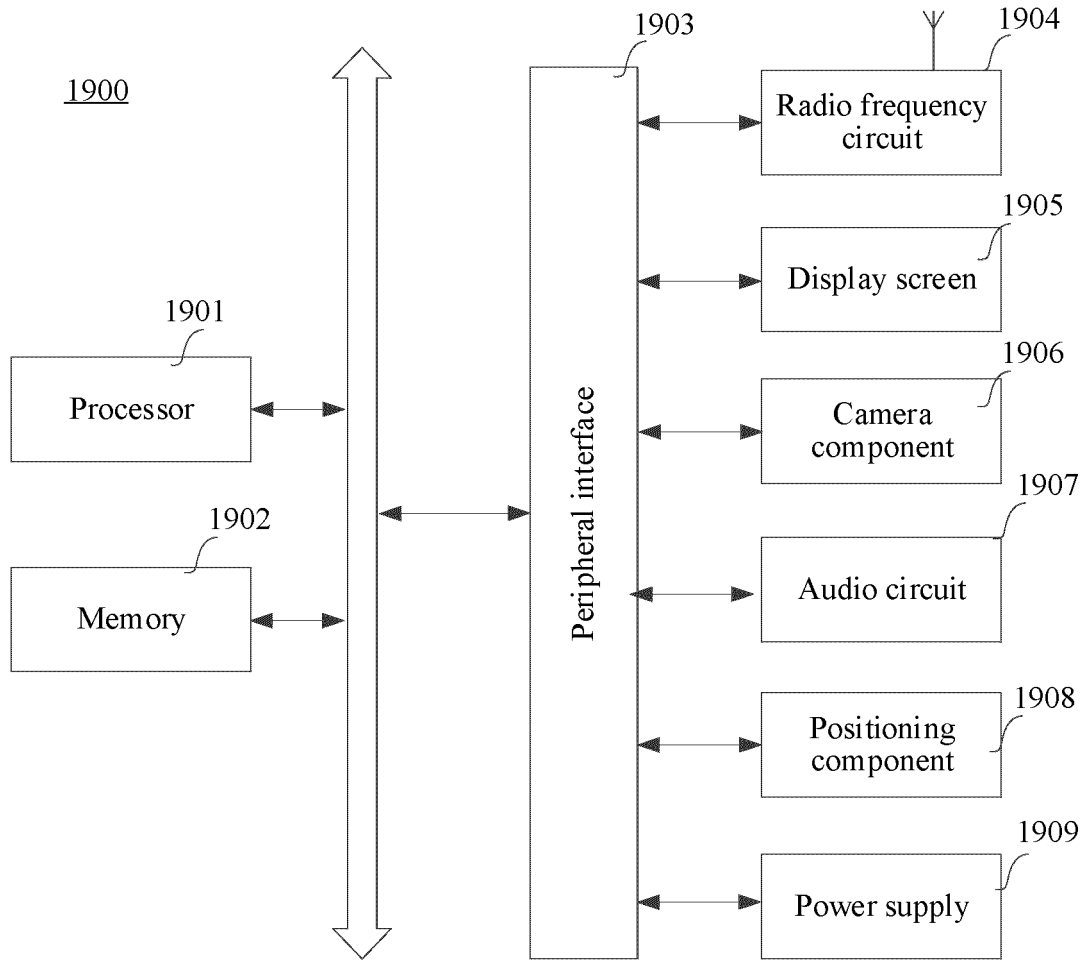 1900
1901
Processor
1902
Memory
1903
Peripheral interface
1904
Radio frequency
circuit
1905
Display screen
1906
Camera
component
1907
Audio circuit
1908
Positioning
component
1909
Power supply